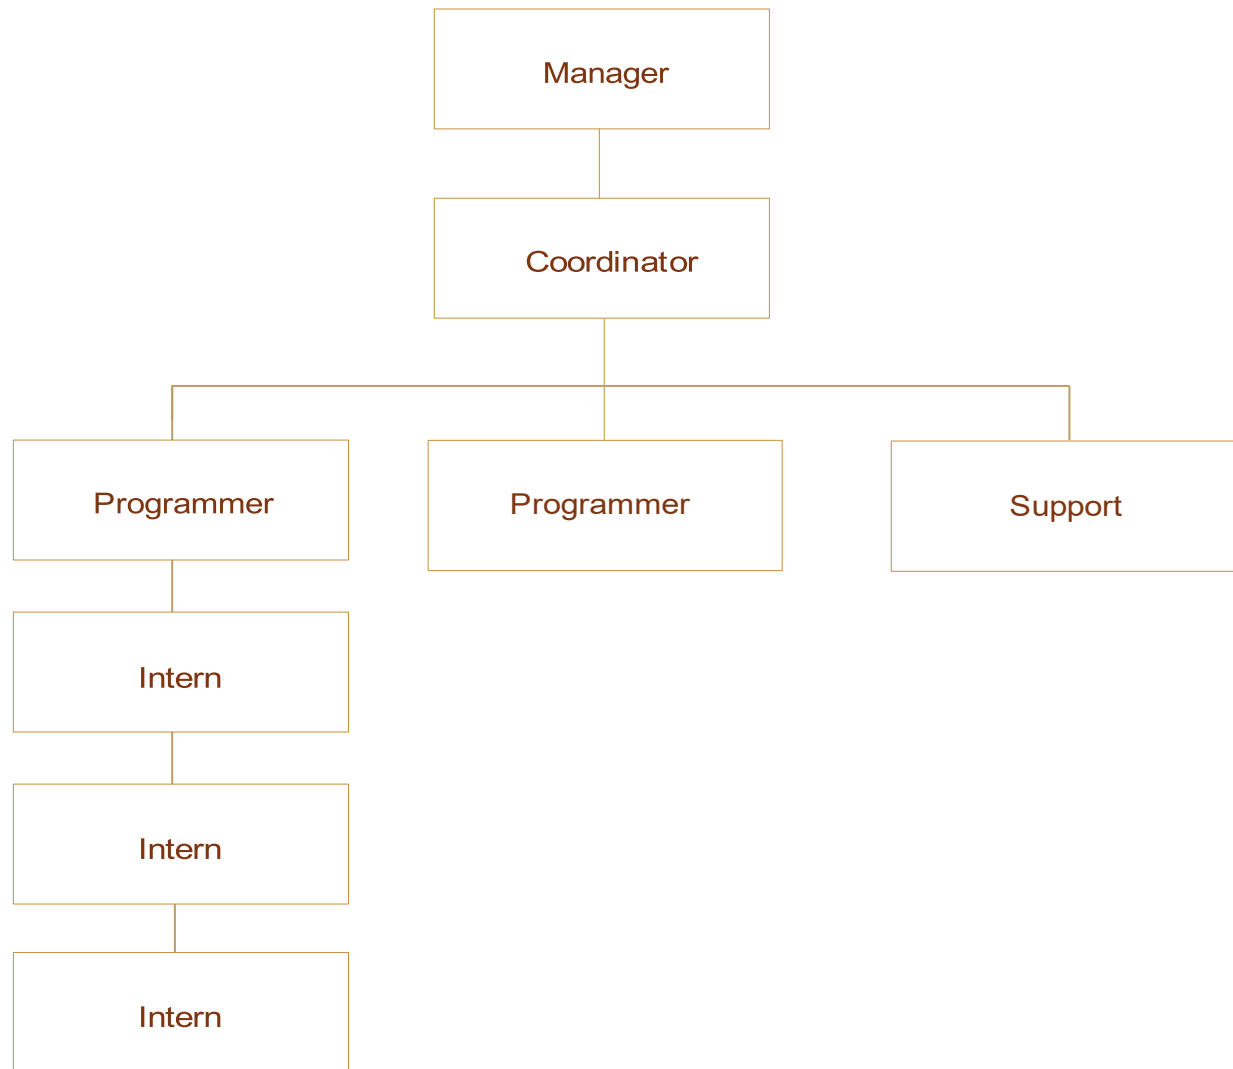 Manager
Coordinator
Programmer
Programmer
Support
Intern
Intern
Intern